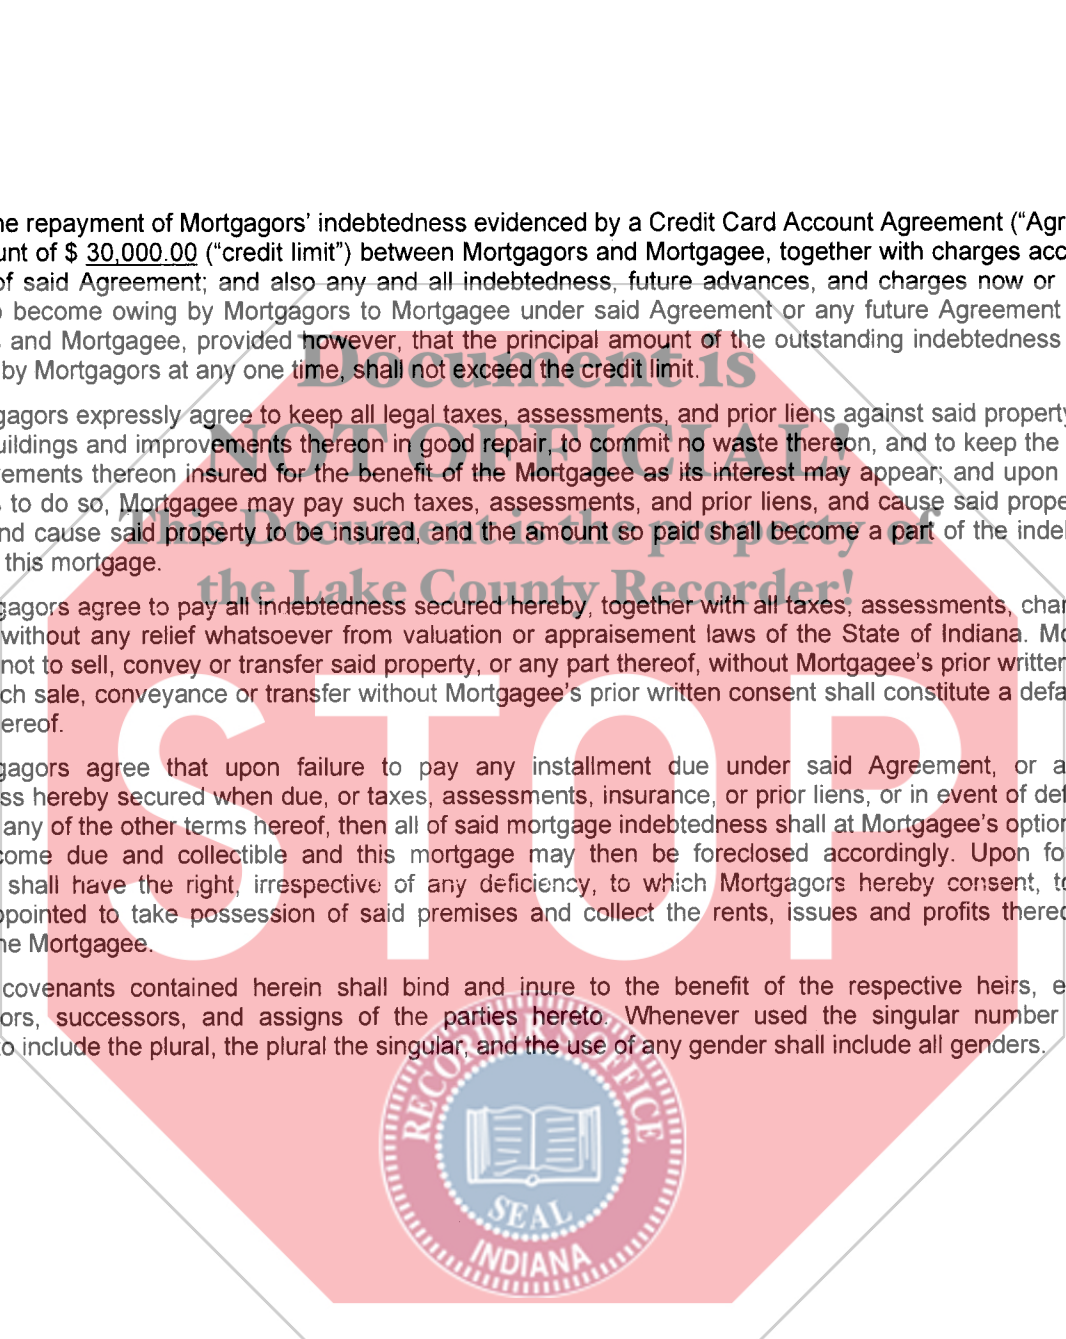 he repayment of Mortgagors' indebtedness evidenced by a Credit Card Account Agreement ("Agr
unt of $ 30,000.00 ("credit limit") between Mortgagors and Mortgagee, together with charges acc
of said Agreement; and also any and all indebtedness, future advances, and charges now or
become owing by Mortgagors to Mortgagee under said Agreement or any future Agreement
and Mortgagee, provided however, that the principal amount of the outstanding indebtedness
by Mortgagors at any one time, shall not exceed the credit limit.
Document is
gagors expressly agree to keep all legal taxes, assessments, and prior liens against said property
uildings and improvements thereon in good repair, to commit no waste thereon, and to keep the
NOT OFFICIAL!
ements thereon insured for the benefit of the Mortgagee as its interest may appear; and upon
to do so, Mortgagee may pay such taxes, assessments, and prior liens, and cause said prope
This Document is the property of
nd cause said property to be insured, and the amount so paid shall become a part of the inde
this mortgage.
the Lake County Recorder!
gagors agree to pay all indebtedness secured hereby, together with all taxes, assessments, char
without any relief whatsoever from valuation or appraisement laws of the State of Indiana. Mo
not to sell, convey or transfer said property, or any part thereof, without Mortgagee's prior written
ch sale, conveyance or transfer without Mortgagee's prior written consent shall constitute a defa
ereof.
STOP
gagors agree that upon failure to pay any installment due under said Agreement, or a
ss hereby secured when due, or taxes, assessments, insurance, or prior liens, or in event of def
any of the other terms hereof, then all of said mortgage indebtedness shall at Mortgagee's option
come due and collectible and this mortgage may then be foreclosed accordingly. Upon fo
shall have the right, irrespective of any deficiency, to which Mortgagors hereby consent, to
ppointed to take possession of said premises and collect the rents, issues and profits thereo
he Mortgagee.
covenants contained herein shall bind and inure to the benefit of the respective heirs, e
ors, successors, and assigns of the parties hereto. Whenever used the singular number
o include the plural, the plural the singular, and the use of any gender shall include all genders.
RECORDER'S OFFICE
SEAL
INDIANA